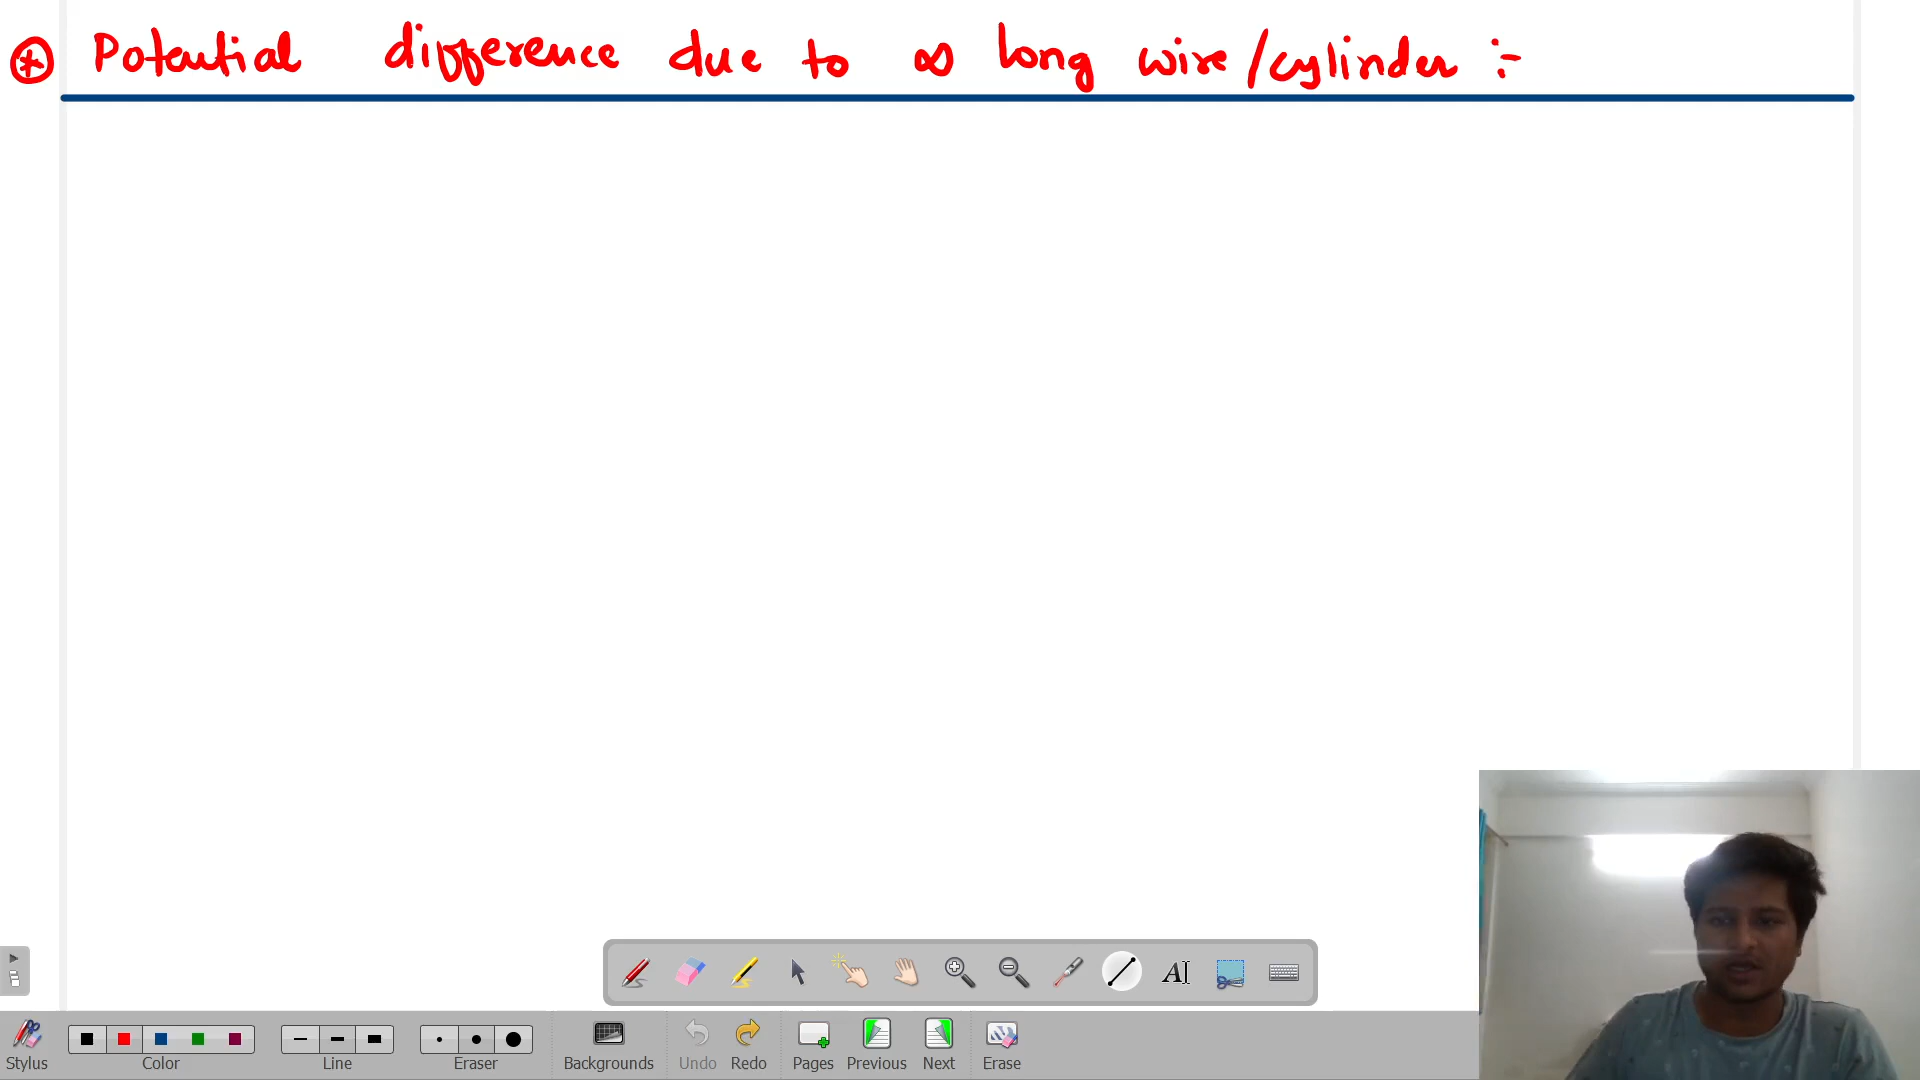 ⊛ Potential difference due to ∞ long wire/cylinder :-
Stylus Color Line Eraser Backgrounds Undo Redo Pages Previous Next Erase